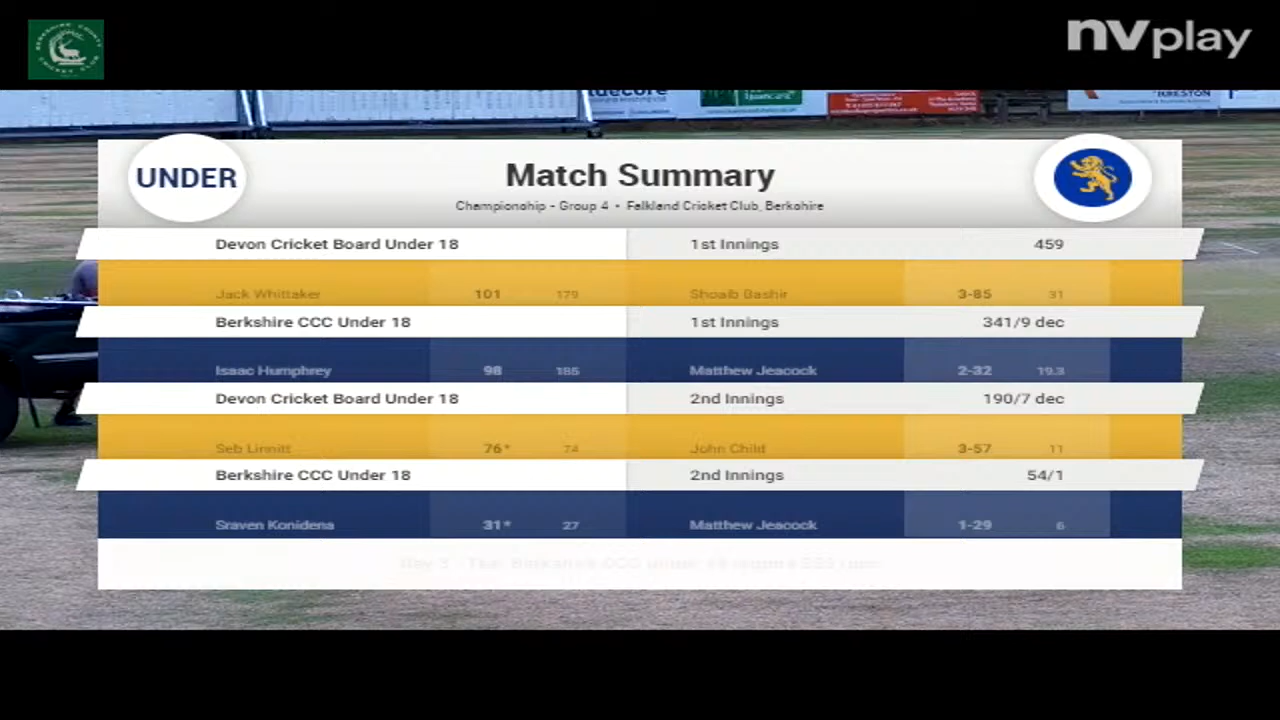 BERKSHIRE COUNTY
CRICKET CLUB
nvplay
UNDER
Match Summary
Championship - Group 4 • Falkland Cricket Club, Berkshire
Devon Cricket Board Under 18 1st Innings 459
Jack Whittaker 101 179 Shoaib Bashir 3-85 31
Berkshire CCC Under 18 1st Innings 341/9 dec
Isaac Humphrey 98 185 Matthew Jeacock 2-32 19.3
Devon Cricket Board Under 18 2nd Innings 190/7 dec
Seb Linnitt 76* 74 John Child 3-57 11
Berkshire CCC Under 18 2nd Innings 54/1
Sraven Konidena 31* 27 Matthew Jeacock 1-29 6